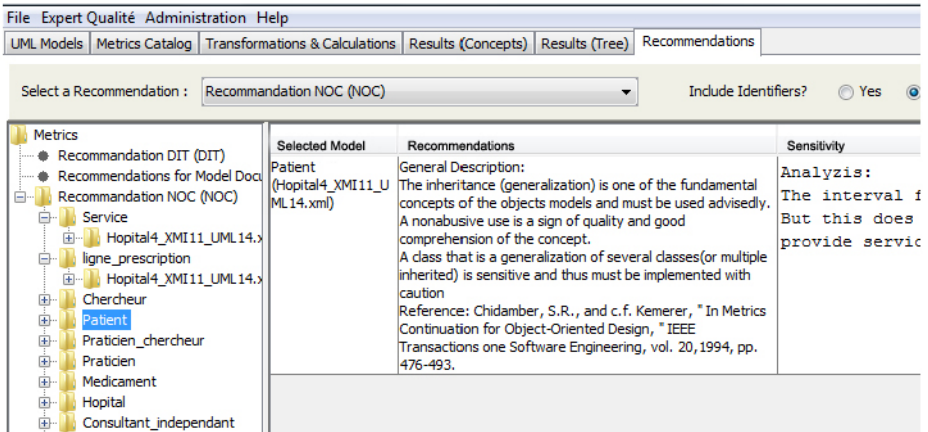 File Expert Qualité Administration Help
UML Models Metrics Catalog Transformations & Calculations Results (Concepts) Results (Tree) Recommendations
Select a Recommendation : Recommandation NOC (NOC) Include Identifiers? Yes
Metrics
Recommandation DIT (DIT)
Recommendations for Model Docu
Recommandation NOC (NOC)
Service
Hopital4_XMI11_UML14.x
ligne_prescription
Hopital4_XMI11_UML14.x
Chercheur
Patient
Praticien_chercheur
Praticien
Medicament
Hopital
Consultant_independant
Selected Model Recommendations Sensitivity
Patient
(Hopital4_XMI11_U
ML14.xml)
General Description:
The inheritance (generalization) is one of the fundamental
concepts of the objects models and must be used advisedly.
A nonabusive use is a sign of quality and good
comprehension of the concept.
A class that is a generalization of several classes(or multiple
inherited) is sensitive and thus must be implemented with
caution
Reference: Chidamber, S.R., and c.f. Kemerer, " In Metrics
Continuation for Object-Oriented Design, " IEEE
Transactions one Software Engineering, vol. 20,1994, pp.
476-493.
Analyzis:
The interval f
But this does
provide servic